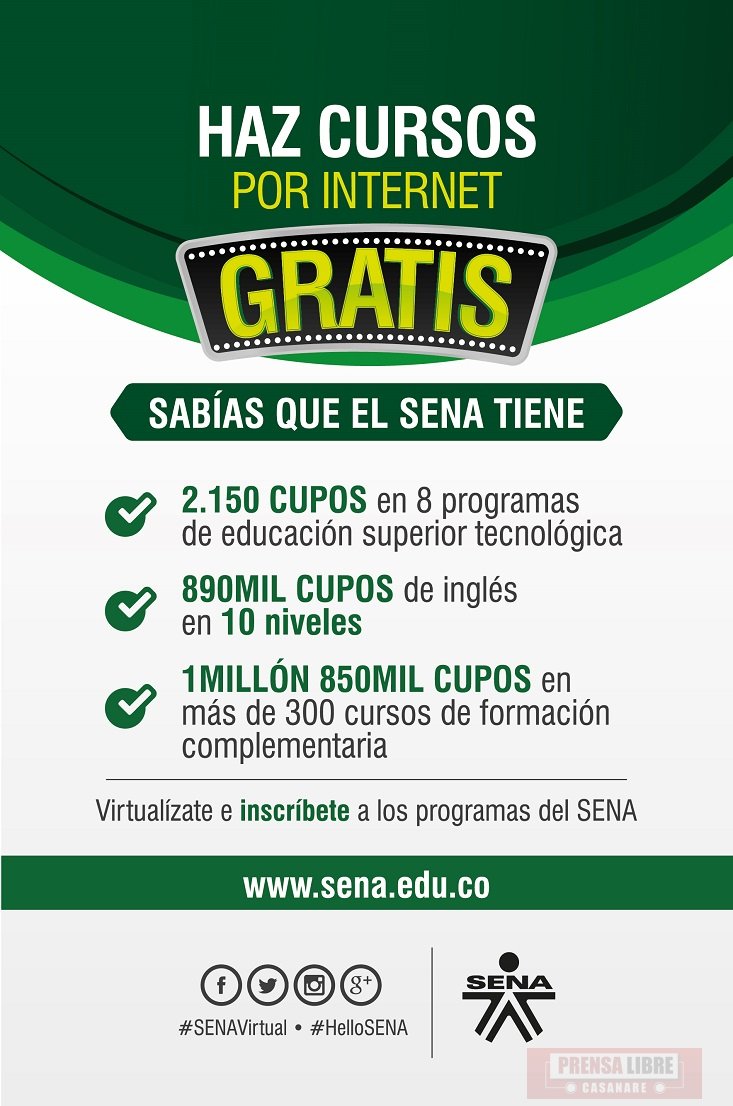 HAZ CURSOS
POR INTERNET
GRATIS
SABÍAS QUE EL SENA TIENE
2.150 CUPOS en 8 programas
de educación superior tecnológica
890MIL CUPOS de inglés
en 10 niveles
1MILLÓN 850MIL CUPOS en
más de 300 cursos de formación
complementaria
Virtualízate e inscríbete a los programas del SENA
www.sena.edu.co
f g+
#SENAVirtual • #HelloSENA
SENA
PRENSA LIBRE
CASANARE